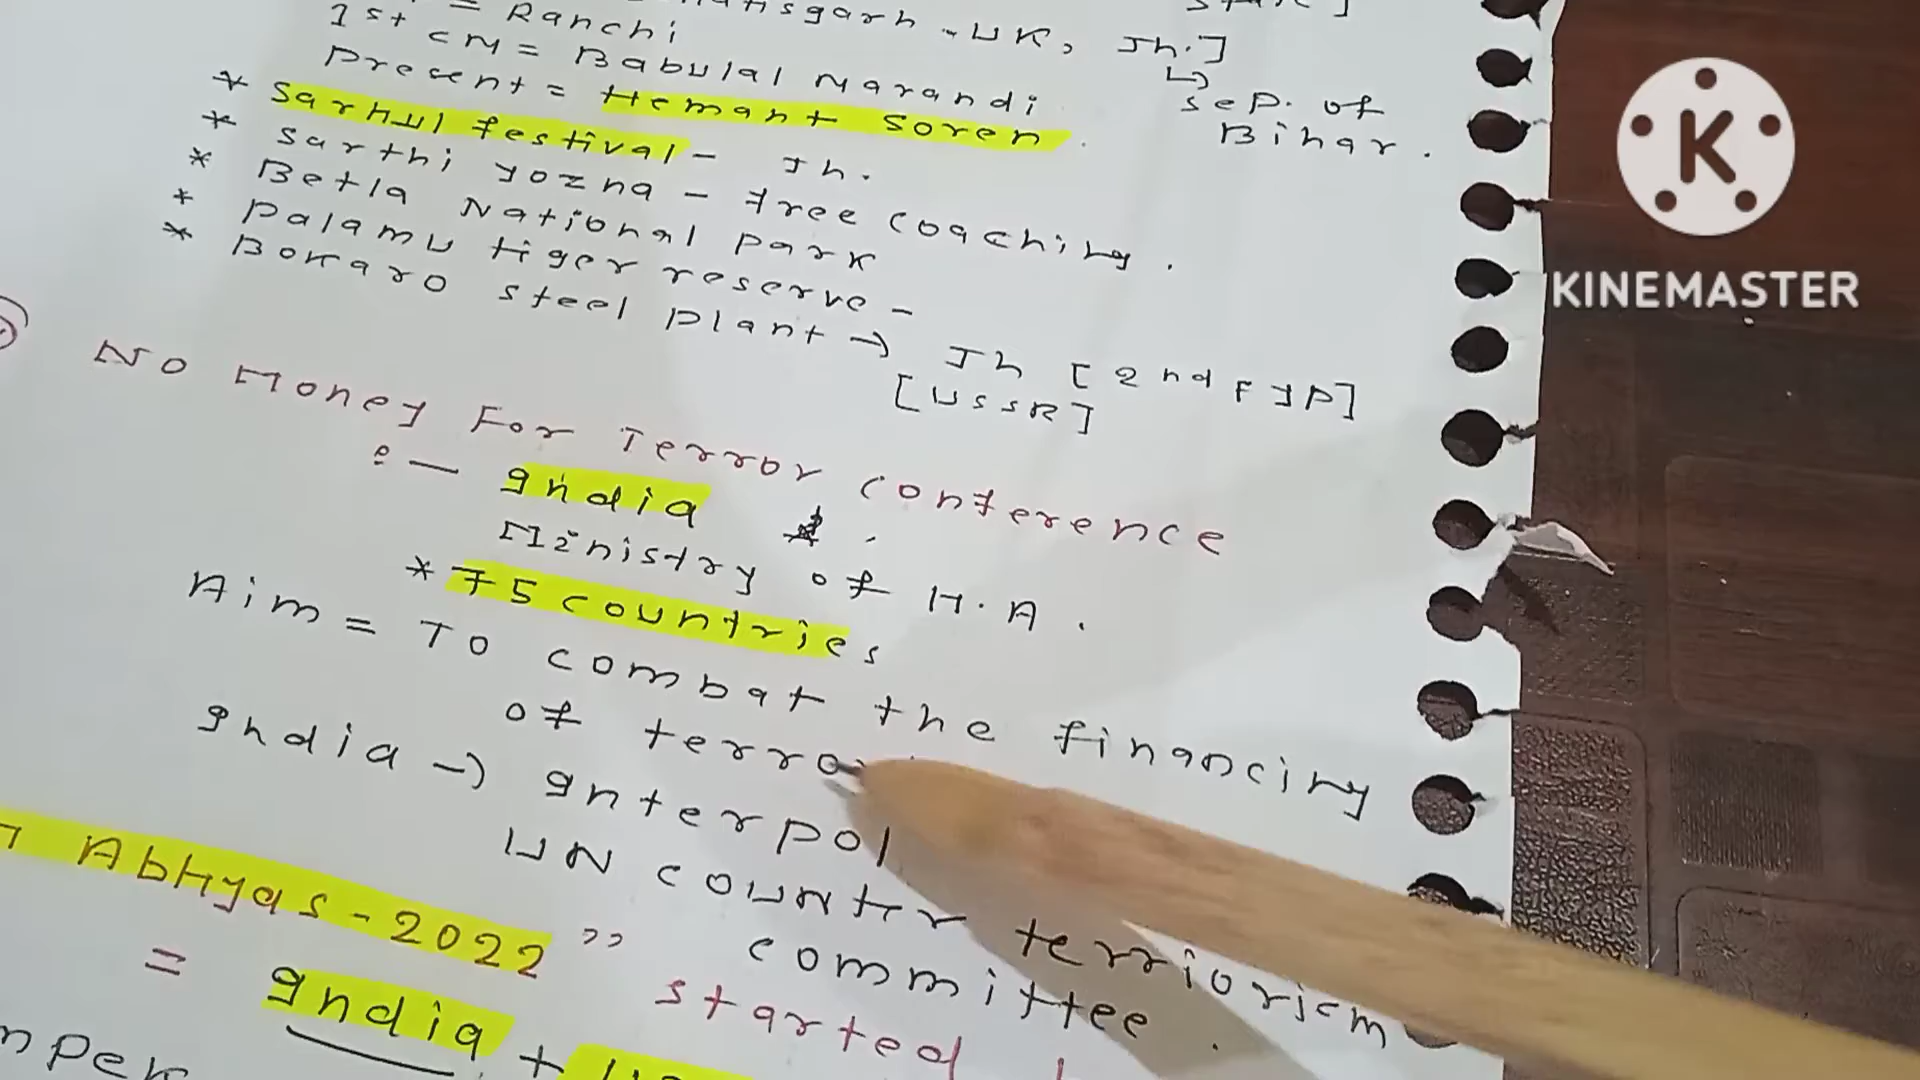 = Ranchi
1st CM = Babulal Marandi
UK, Jh.]
↳ sep. of
Bihar.
Present = Hemant Soren.
* Sarhul festival - Jh.
* Sarthi yozna - free coaching.
* Betla National Park
* Palamu tiger reserve -
* Bokaro steel plant → Jh [2nd FYP]
[USSR]
No Money For Terror Conference
:- India
Ministry of H.A.
* 75 countries
Aim = To combat the financing
of
India → Interpol
UN counter terriorism
committee.
Abhyas - 2022 " started
= India +
K
KINEMASTER